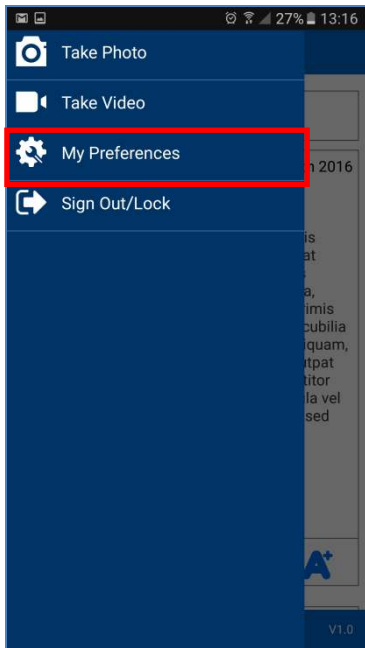 27% 13:16
Take Photo
Take Video
My Preferences
2016
Sign Out/Lock
is
at
a,
imis
cubilia
iquam,
tpat
titor
la vel
sed
A+
V1.0